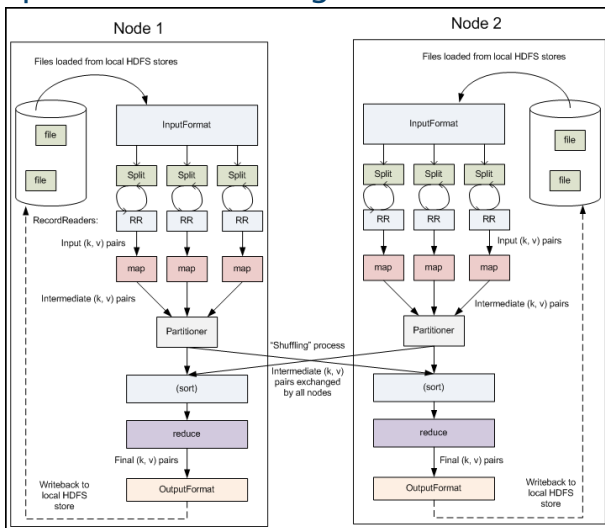 Node 1
Files loaded from local HDFS stores
InputFormat
file
file
Split
Split
Split
RecordReaders:
RR
RR
RR
Input (k, v) pairs
map
map
map
Intermediate (k, v) pairs
Partitioner
(sort)
reduce
Final (k, v) pairs
Writeback to
local HDFS
store
OutputFormat
"Shuffling" process
Intermediate (k, v)
pairs exchanged
by all nodes
Node 2
Files loaded from local HDFS stores
InputFormat
file
file
Split
Split
Split
RR
RR
RR
Input (k, v) pairs
map
map
map
Intermediate (k, v) pairs
Partitioner
(sort)
reduce
Final (k, v) pairs
Writeback to
local HDFS
store
OutputFormat